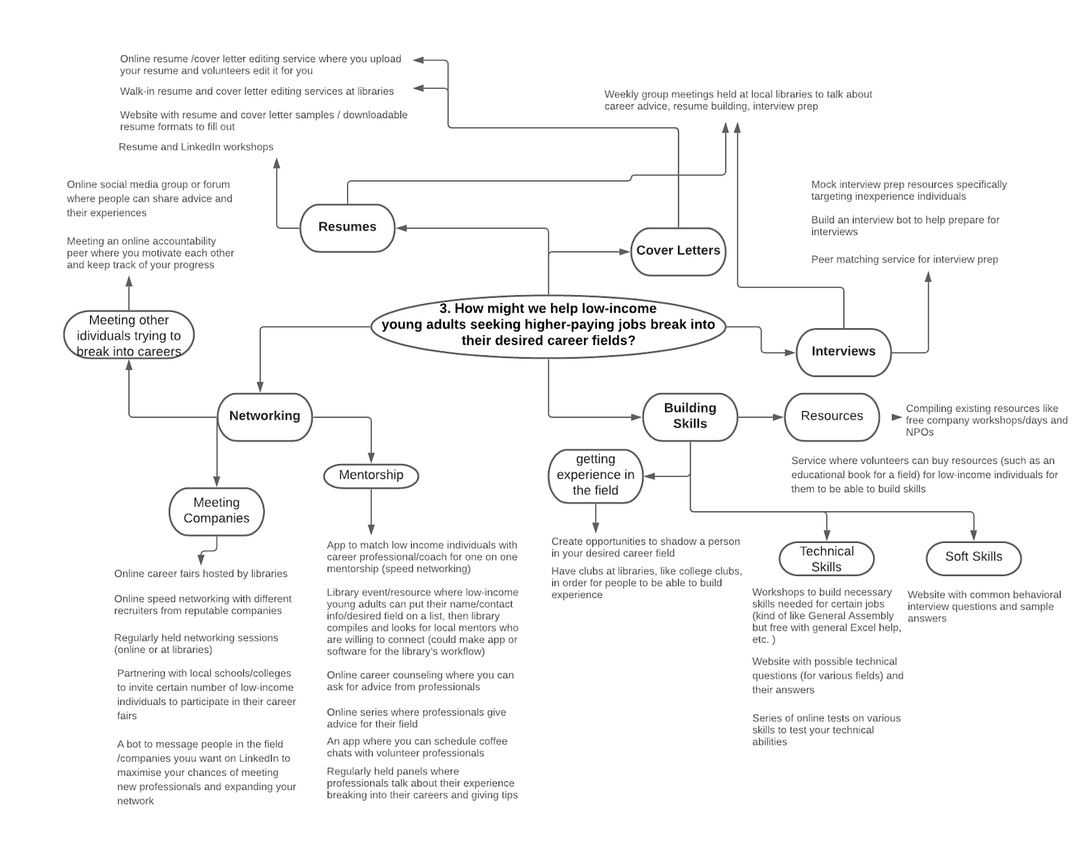 Online resume /cover letter editing service where you upload
your resume and volunteers edit it for you
Walk-in resume and cover letter editing services at libraries
Website with resume and cover letter samples / downloadable
resume formats to fill out
Resume and LinkedIn workshops
Weekly group meetings held at local libraries to talk about
career advice, resume building, interview prep
Online social media group or forum
where people can share advice and
their experiences
Meeting an online accountability
peer where you motivate each other
and keep track of your progress
Mock interview prep resources specifically
targeting inexperience individuals
Build an interview bot to help prepare for
interviews
Peer matching service for interview prep
Resumes
Cover Letters
Meeting other
idividuals trying to
break into careers
3. How might we help low-income
young adults seeking higher-paying jobs break into
their desired career fields?
Interviews
Networking
Building
Skills
Resources
Compiling existing resources like
free company workshops/days and
NPOs
Service where volunteers can buy resources (such as an
educational book for a field) for low-income individuals for
them to be able to build skills
Mentorship
getting
experience in
the field
Meeting
Companies
Technical
Skills
Soft Skills
Online career fairs hosted by libraries
Online speed networking with different
recruiters from reputable companies
Regularly held networking sessions
(online or at libraries)
Partnering with local schools/colleges
to invite certain number of low-income
individuals to participate in their career
fairs
A bot to message people in the field
/companies youu want on LinkedIn to
maximise your chances of meeting
new professionals and expanding your
network
App to match low income individuals with
career professional/coach for one on one
mentorship (speed networking)
Library event/resource where low-income
young adults can put their name/contact
info/desired field on a list, then library
compiles and looks for local mentors who
are willing to connect (could make app or
software for the library's workflow)
Online career counseling where you can
ask for advice from professionals
Online series where professionals give
advice for their field
An app where you can schedule coffee
chats with volunteer professionals
Regularly held panels where
professionals talk about their experience
breaking into their careers and giving tips
Create opportunities to shadow a person
in your desired career field
Have clubs at libraries, like college clubs,
in order for people to be able to build
experience
Workshops to build necessary
skills needed for certain jobs
(kind of like General Assembly
but free with general Excel help,
etc. )
Website with possible technical
questions (for various fields) and
their answers
Series of online tests on various
skills to test your technical
abilities
Website with common behavioral
interview questions and sample
answers